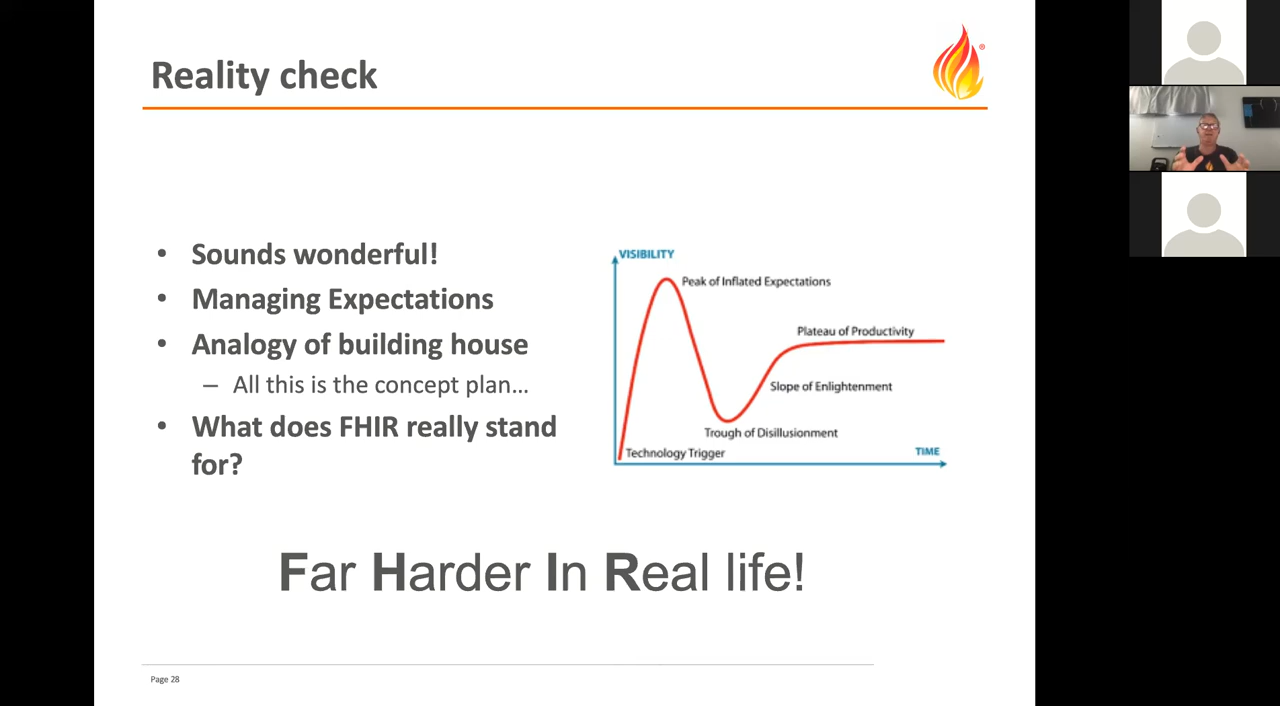 Reality check
®
• Sounds wonderful!
• Managing Expectations
• Analogy of building house
– All this is the concept plan…
• What does FHIR really stand
for?
VISIBILITY
Peak of Inflated Expectations
Plateau of Productivity
Slope of Enlightenment
Trough of Disillusionment
Technology Trigger
TIME
Far Harder In Real life!
Page 28